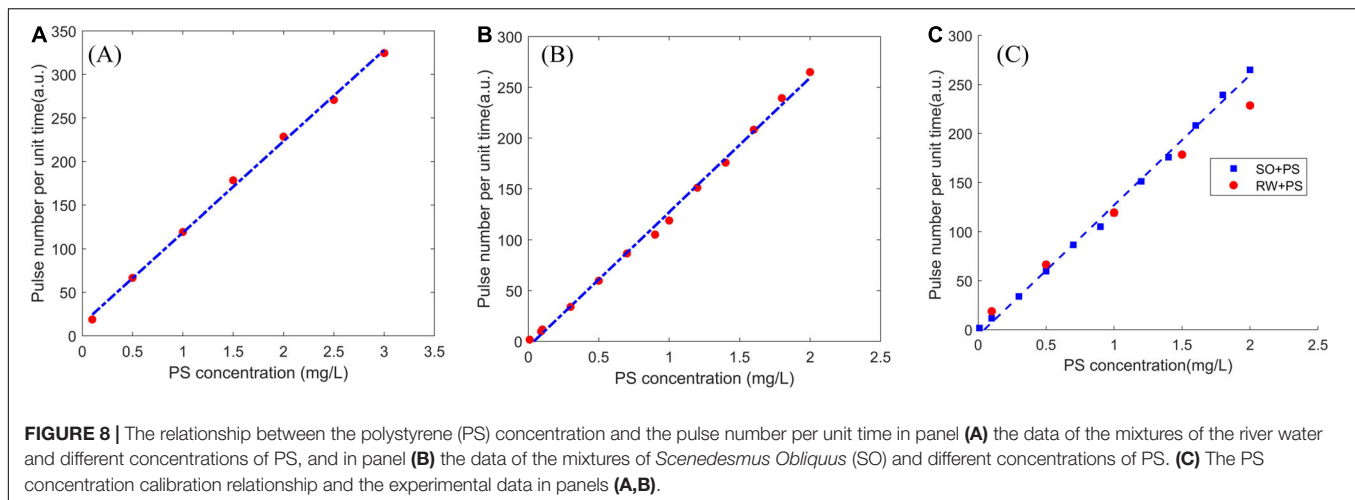 A
(A)
350
300
250
200
150
100
50
0
Pulse number per unit time(a.u.)
0 0.5 1 1.5 2 2.5 3 3.5
PS concentration (mg/L)
B
(B)
300
250
200
150
100
50
0
Pulse number per unit time(a.u.)
0 0.5 1 1.5 2 2.5
PS concentration (mg/L)
C
(C)
300
250
200
150
100
50
0
Pulse number per unit time(a.u.)
SO+PS
RW+PS
0 0.5 1 1.5 2 2.5
PS concentration(mg/L)
FIGURE 8 | The relationship between the polystyrene (PS) concentration and the pulse number per unit time in panel (A) the data of the mixtures of the river water
and different concentrations of PS, and in panel (B) the data of the mixtures of Scenedesmus Obliquus (SO) and different concentrations of PS. (C) The PS
concentration calibration relationship and the experimental data in panels (A,B).